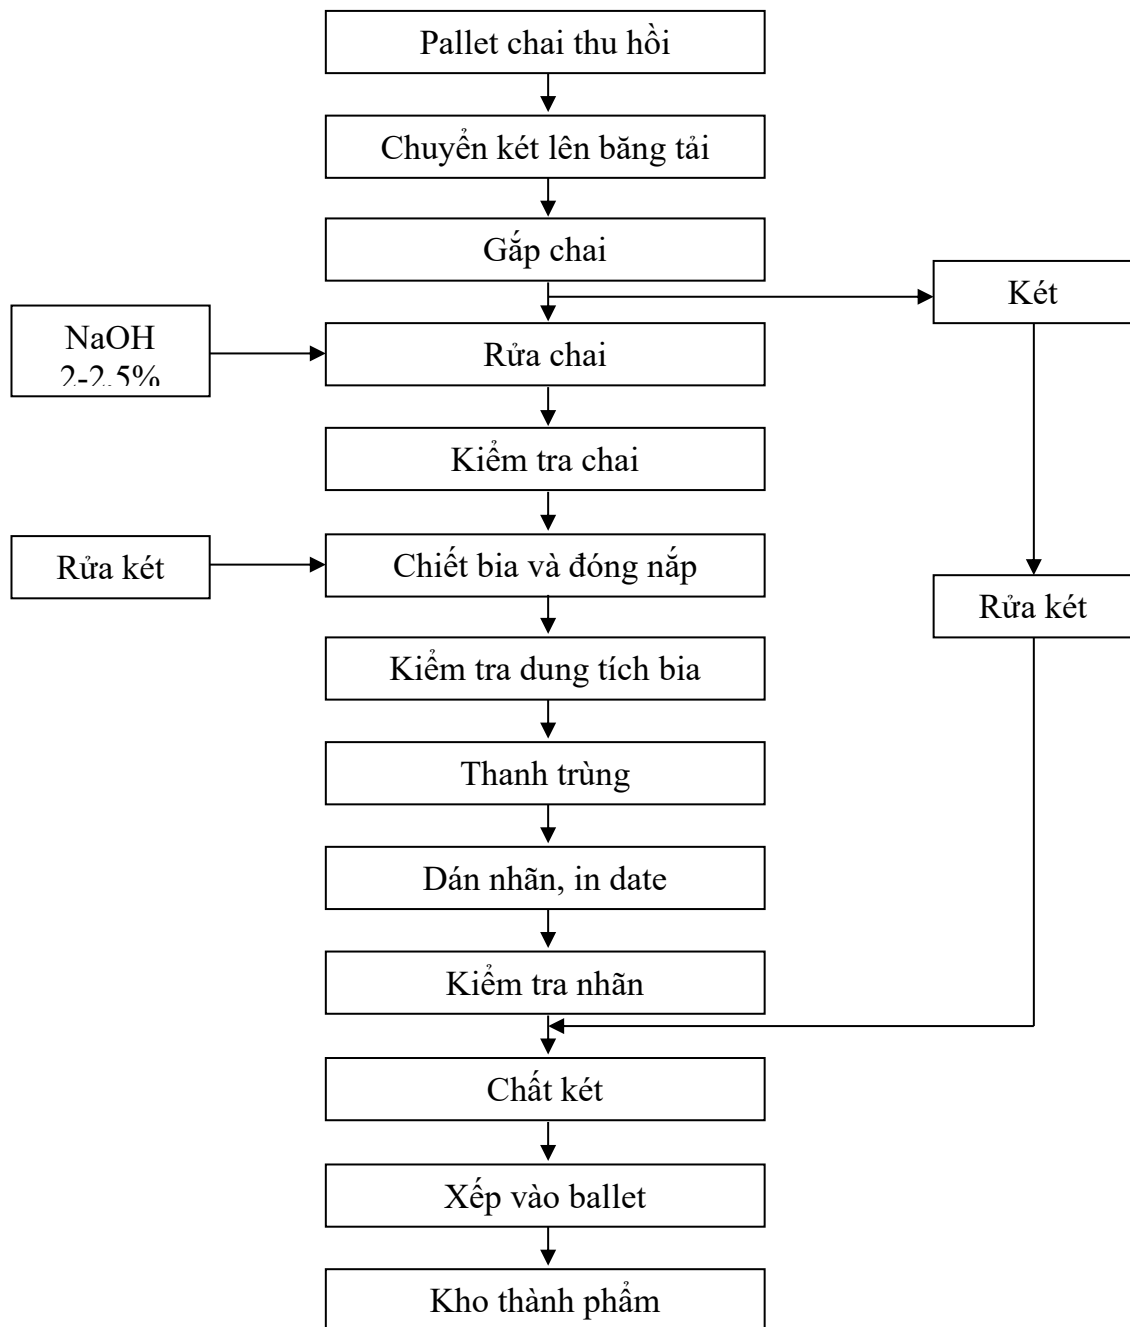 Pallet chai thu hồi
Chuyển két lên băng tải
Gắp chai
Két
NaOH
2-2.5%
Rửa chai
Kiểm tra chai
Rửa két
Chiết bia và đóng nắp
Rửa két
Kiểm tra dung tích bia
Thanh trùng
Dán nhãn, in date
Kiểm tra nhãn
Chất két
Xếp vào ballet
Kho thành phẩm